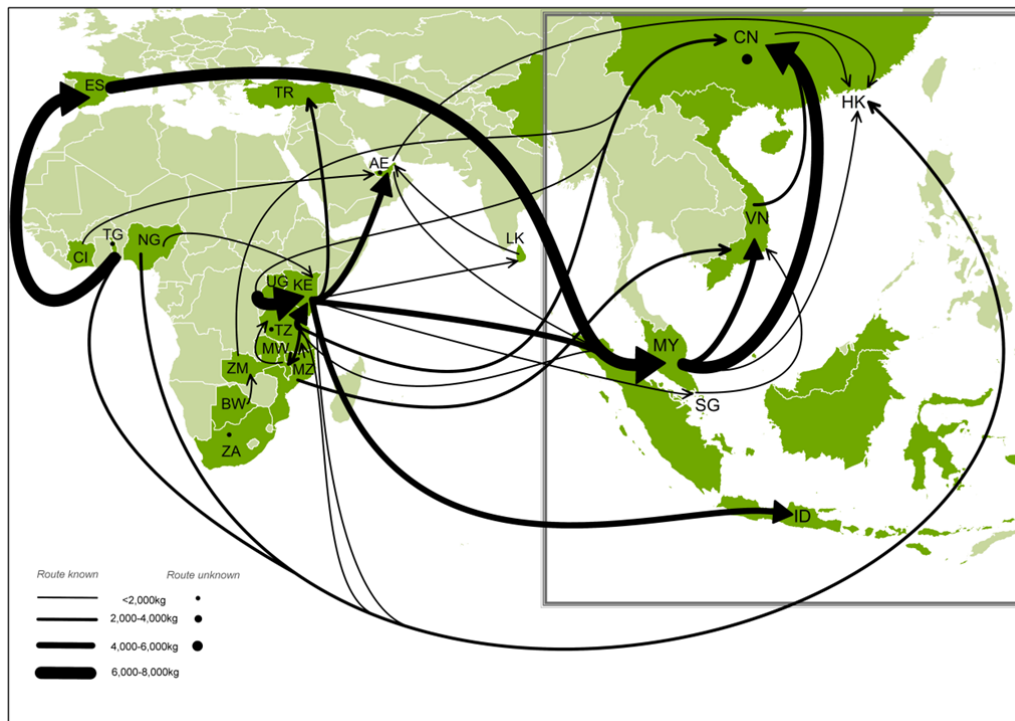 CN
ES
TR
HK
AE
VN
TG
NG
LK
CI
UG KE
TZ
MW
MY
ZM
MZ
BW
SG
ZA
ID
Route known
Route unknown
<2,000kg
2,000-4,000kg
4,000-6,000kg
6,000-8,000kg